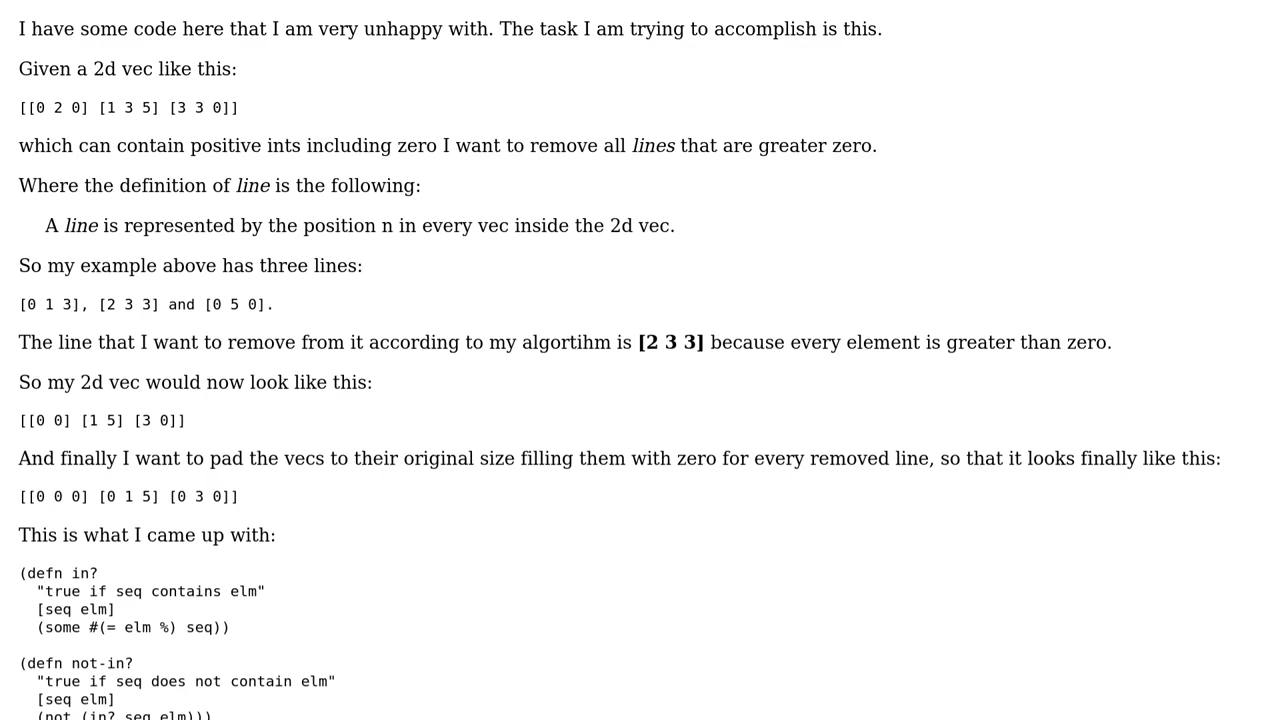 I have some code here that I am very unhappy with. The task I am trying to accomplish is this.
Given a 2d vec like this:
[[0 2 0] [1 3 5] [3 3 0]]
which can contain positive ints including zero I want to remove all lines that are greater zero.
Where the definition of line is the following:
A line is represented by the position n in every vec inside the 2d vec.
So my example above has three lines:
[0 1 3], [2 3 3] and [0 5 0].
The line that I want to remove from it according to my algortihm is [2 3 3] because every element is greater than zero.
So my 2d vec would now look like this:
[[0 0] [1 5] [3 0]]
And finally I want to pad the vecs to their original size filling them with zero for every removed line, so that it looks finally like this:
[[0 0 0] [0 1 5] [0 3 0]]
This is what I came up with:
(defn in?
  "true if seq contains elm"
  [seq elm]
  (some #(= elm %) seq))
(defn not-in?
  "true if seq does not contain elm"
  [seq elm]
  (not (in? seq elm)))